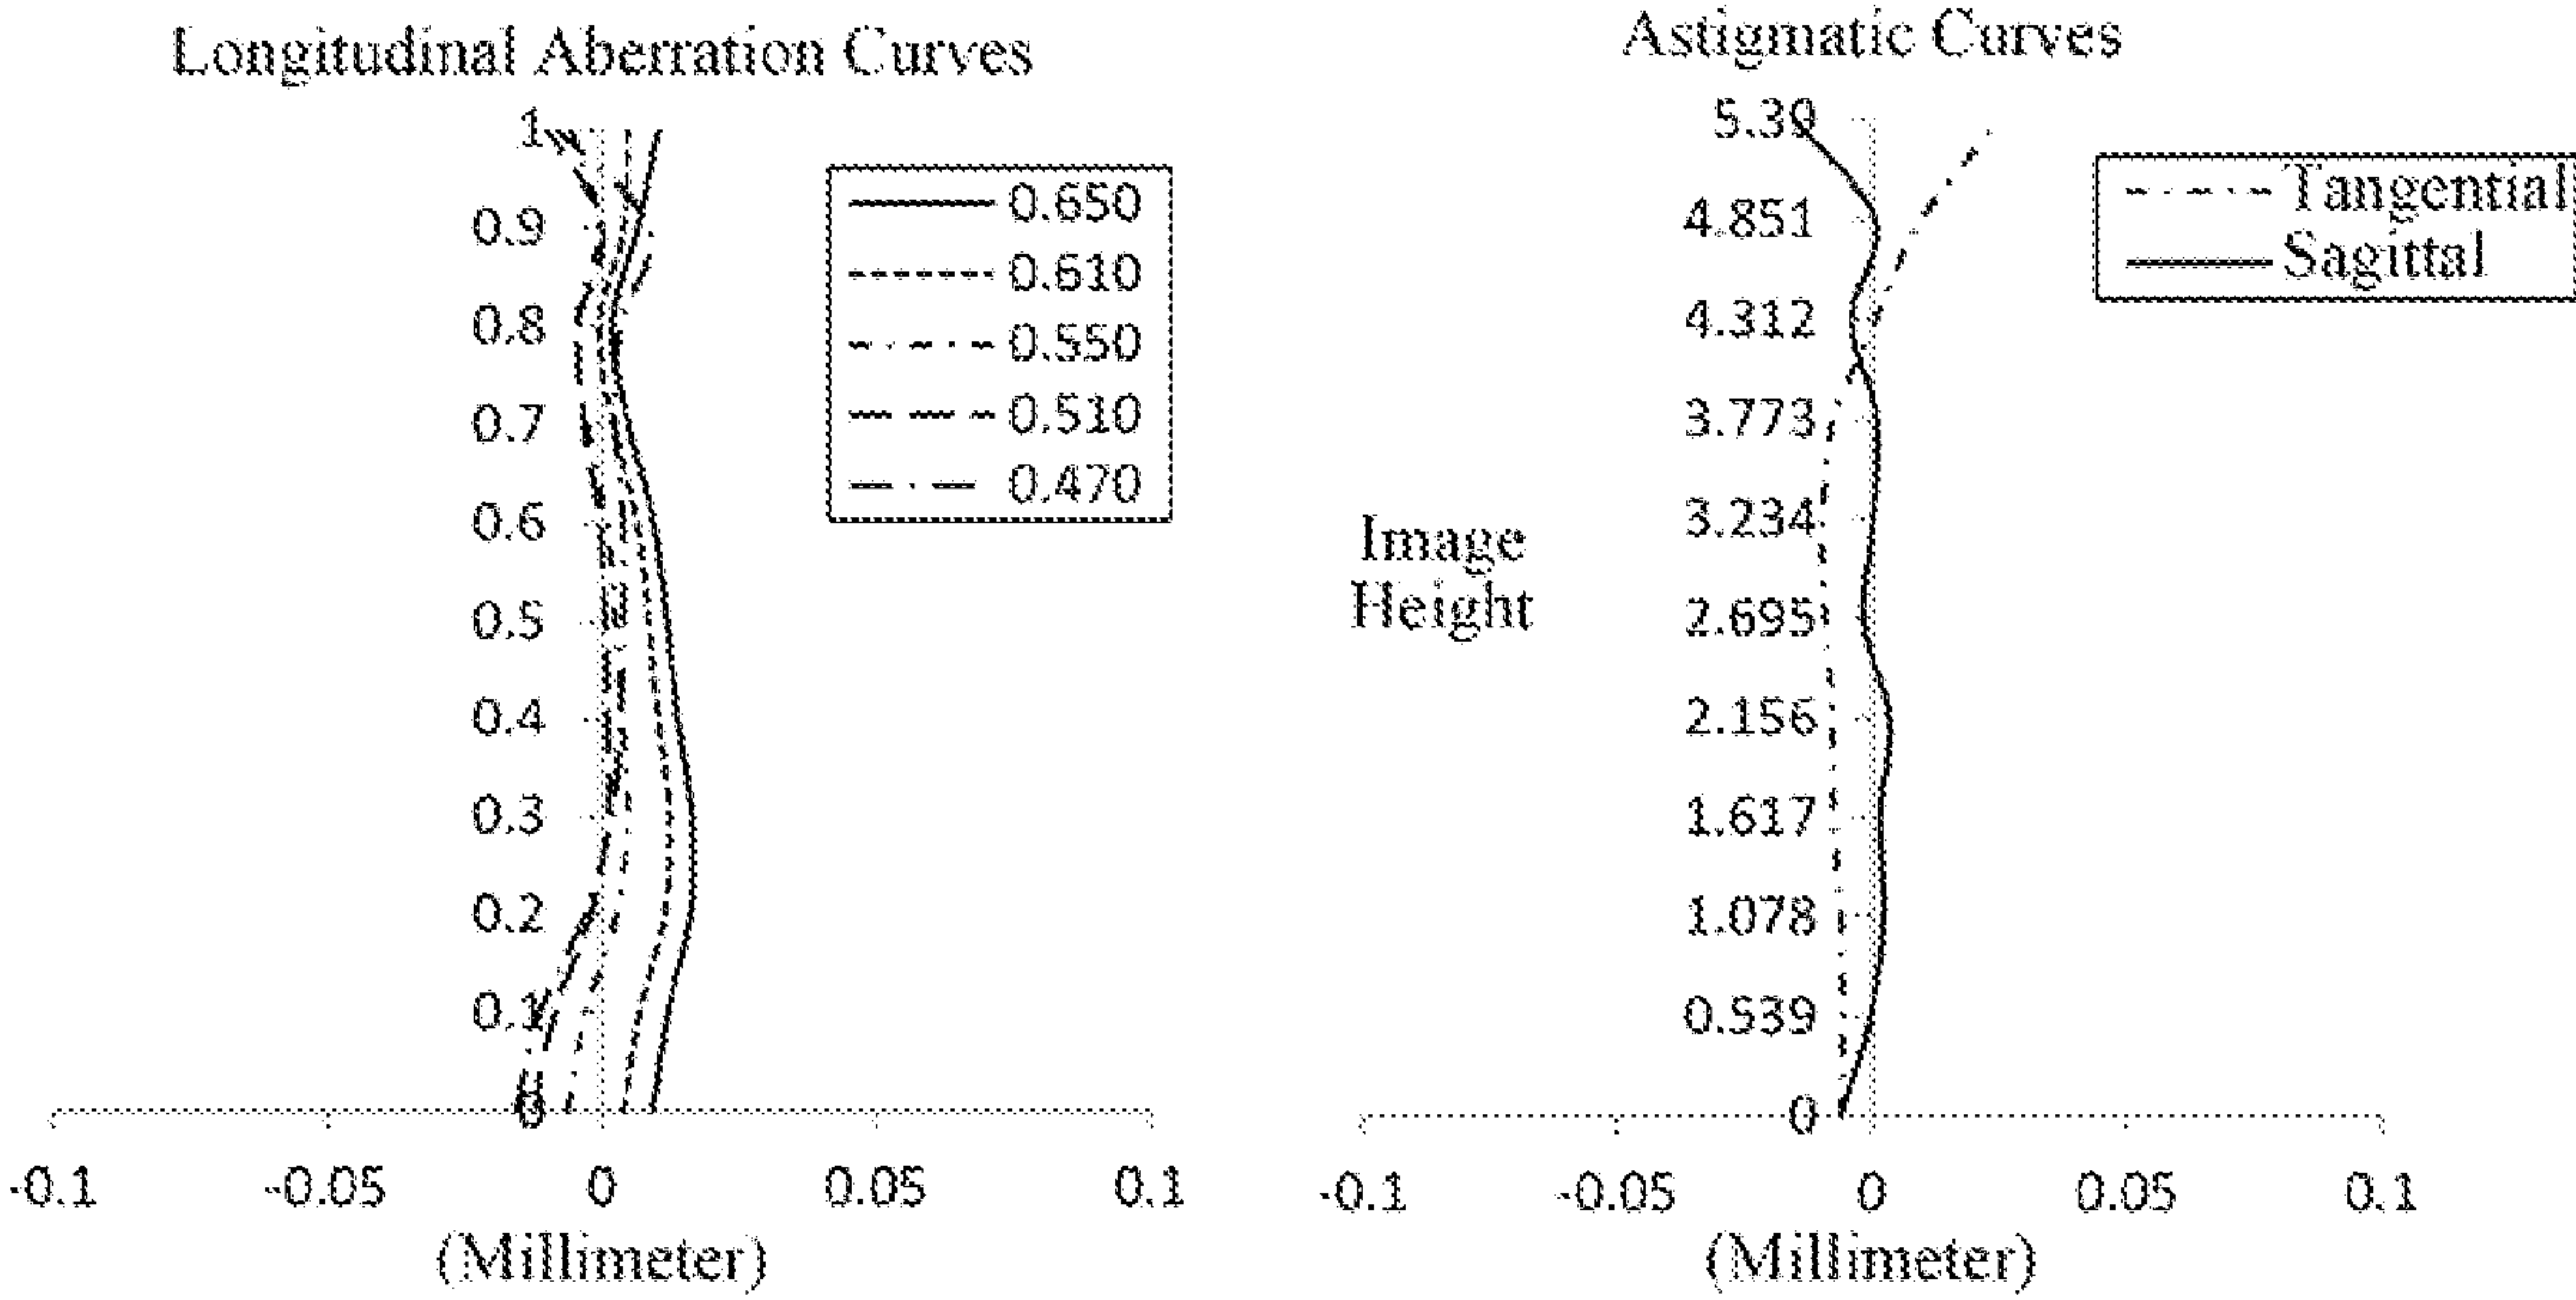 Longitudinal Aberration Curves
1
0.9
0.8
0.7
0.6
0.5
0.4
0.3
0.2
0.1
0
-0.1 -0.05 0 0.05 0.1
(Millimeter)
0.650
0.610
0.550
0.510
0.470
Astigmatic Curves
5.39
4.851
4.312
3.773
3.234
2.695
2.156
1.617
1.078
0.539
0
Image
Height
-0.1 -0.05 0 0.05 0.1
(Millimeter)
Tangential
Sagittal